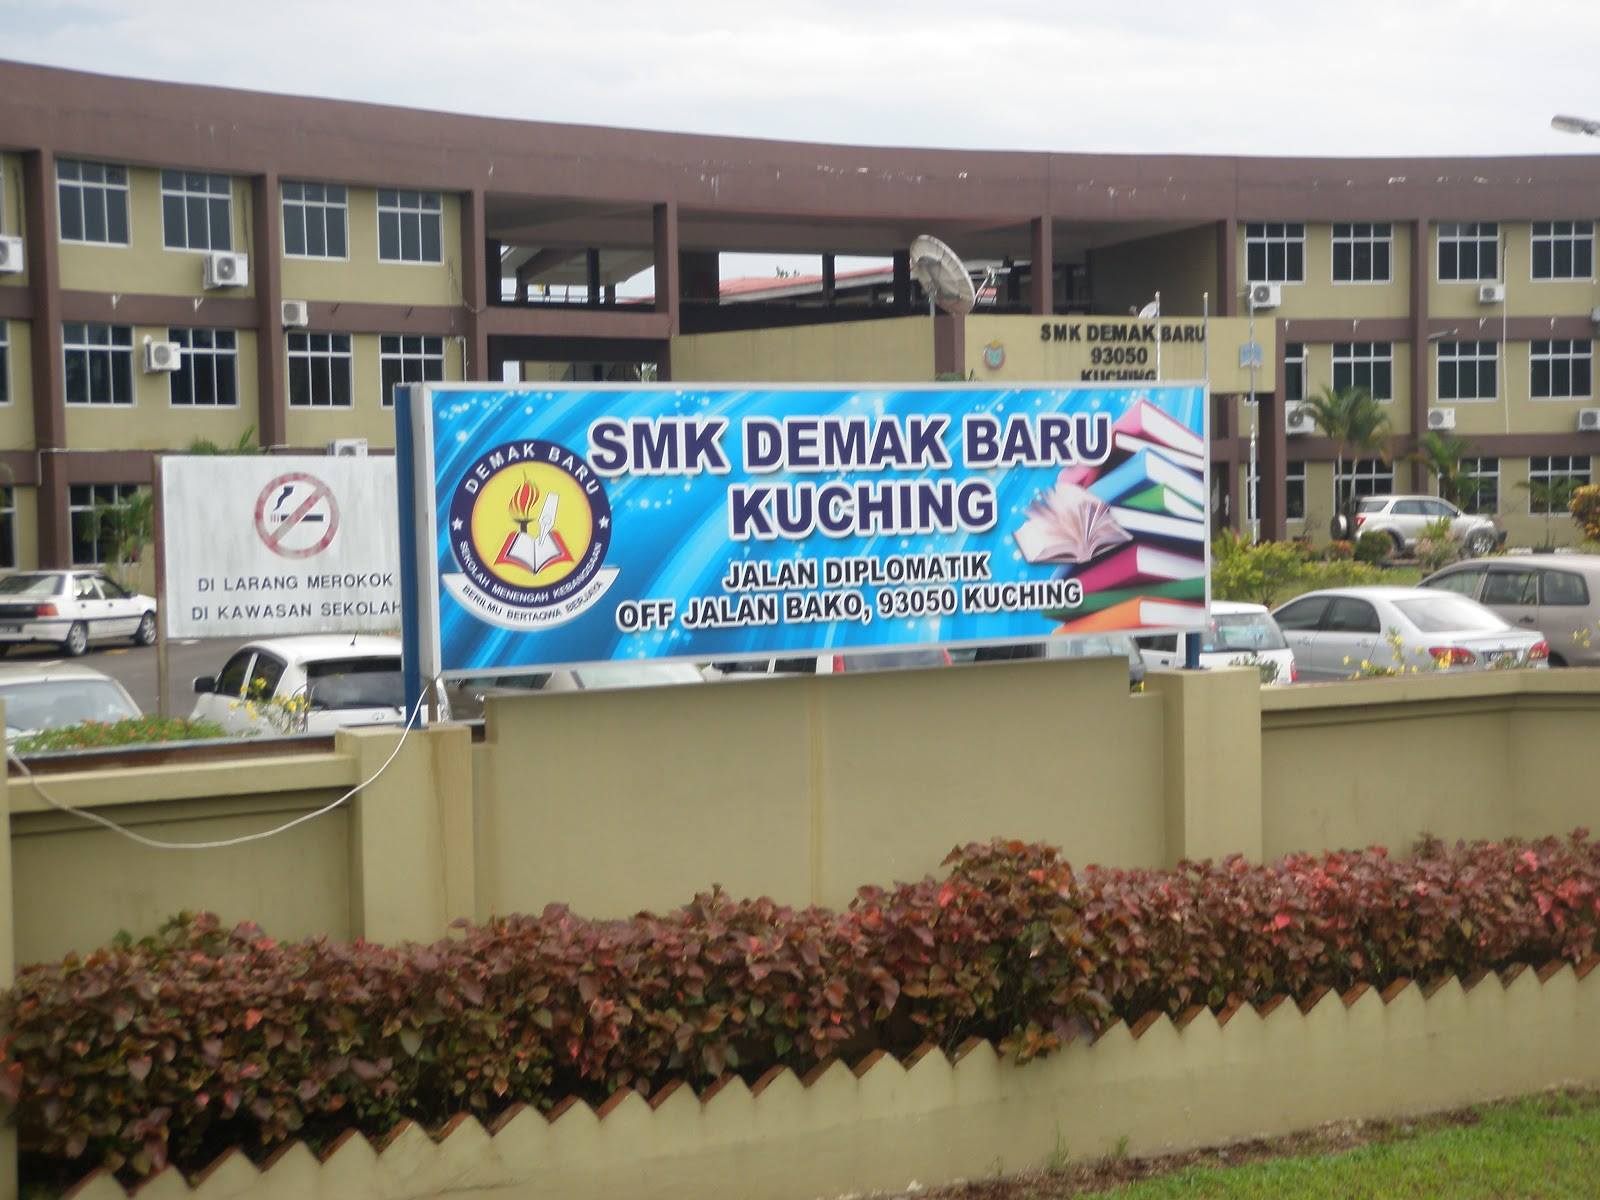 SMK DEMAK BARU
93050
KUCHING
SMK DEMAK BARU
KUCHING
JALAN DIPLOMATIK
OFF JALAN BAKO, 93050 KUCHING
DEMAK BARU
SEKOLAH MENENGAH KEBANGSAAN
BERILMU BERTAQWA BERJAYA
DI LARANG MEROKOK
DI KAWASAN SEKOLAH